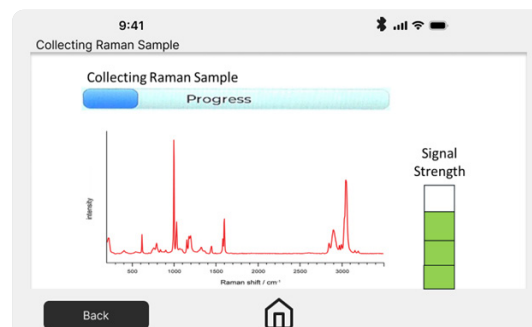 9:41
Collecting Raman Sample
Collecting Raman Sample
Progress
Signal
Strength
intensity
500 1000 1500 2000 2500 3000
Raman shift / cm⁻¹
Back